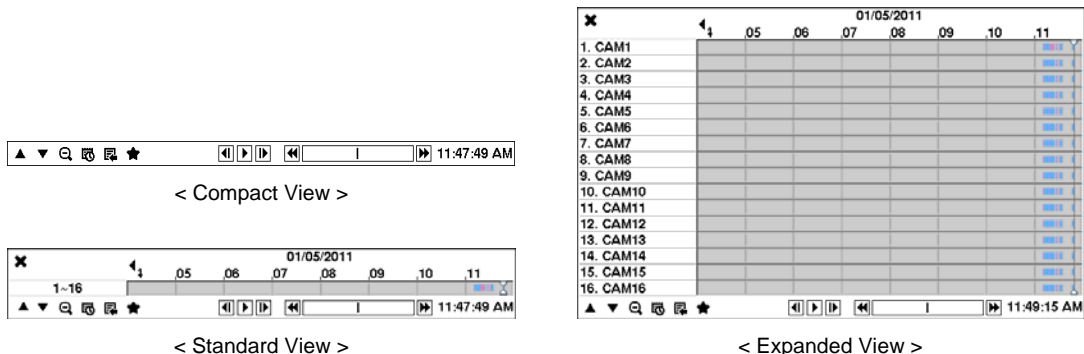 11:47:49 AM
< Compact View >
01/05/2011
05 06 07 08 09 10 11
1~16
11:47:49 AM
< Standard View >
01/05/2011
05 06 07 08 09 10 11
1. CAM1
2. CAM2
3. CAM3
4. CAM4
5. CAM5
6. CAM6
7. CAM7
8. CAM8
9. CAM9
10. CAM10
11. CAM11
12. CAM12
13. CAM13
14. CAM14
15. CAM15
16. CAM16
11:49:15 AM
< Expanded View >